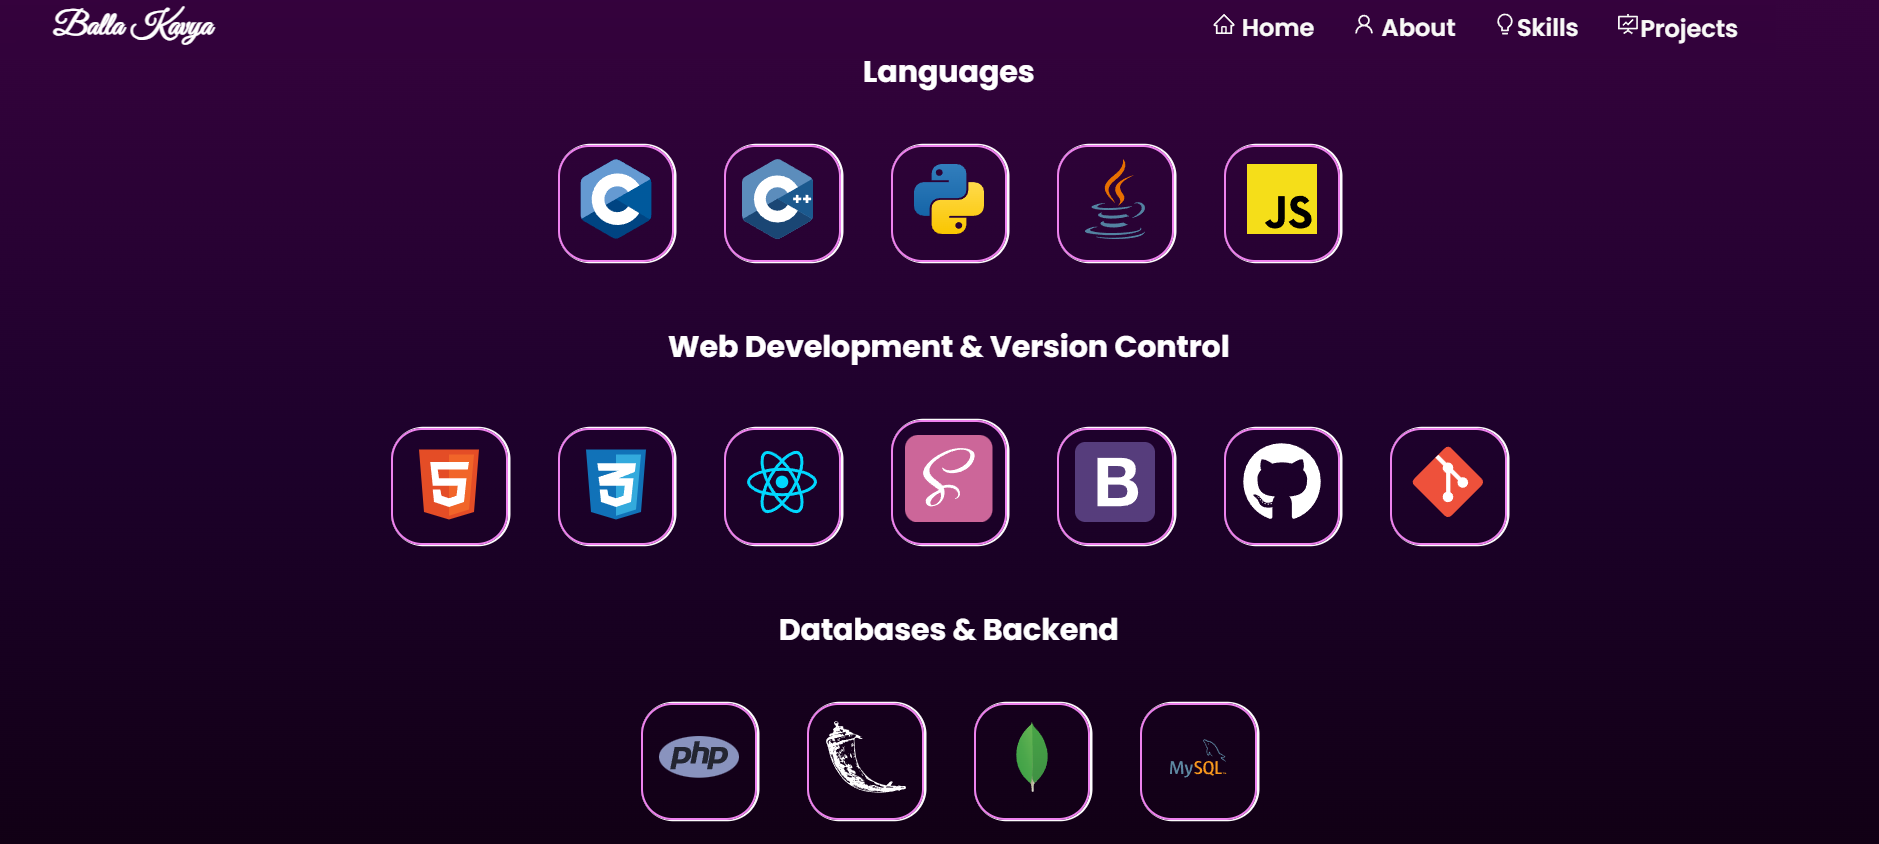 Balla Kavya
Home
About
Skills
Projects
Languages
C
C++
JS
Web Development & Version Control
5
3
S
B
Databases & Backend
php
MySQL